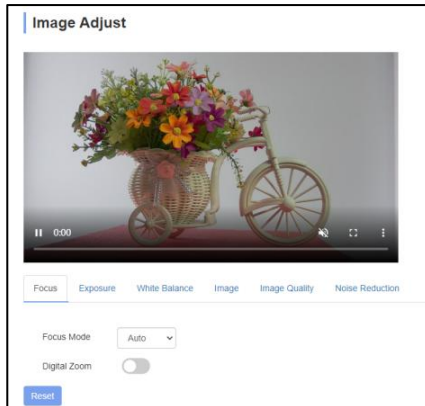 Image Adjust
0:00
Focus Exposure White Balance Image Image Quality Noise Reduction
Focus Mode Auto
Digital Zoom
Reset